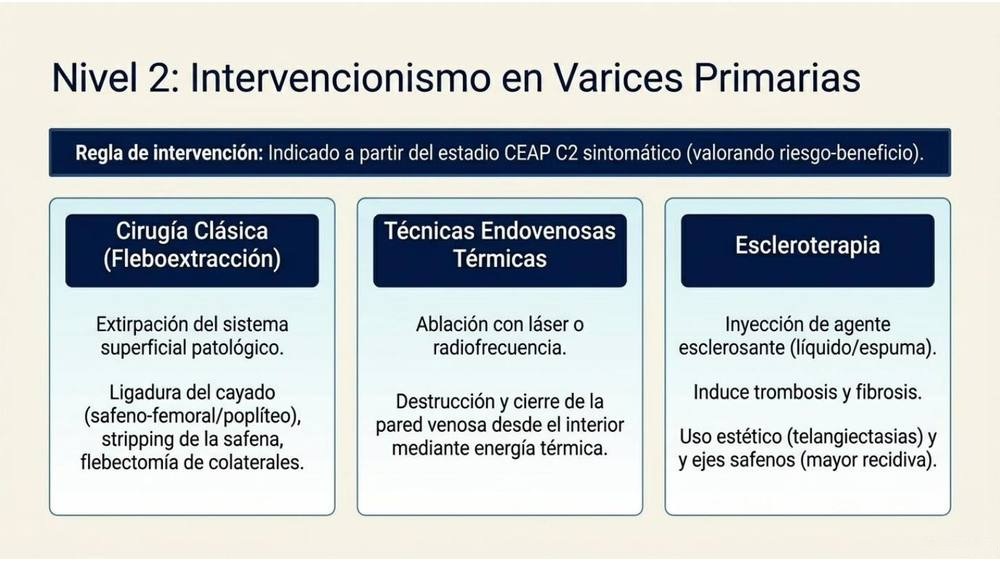 Nivel 2: Intervencionismo en Varices Primarias
Regla de intervención: Indicado a partir del estadio CEAP C2 sintomático (valorando riesgo-beneficio).
Cirugía Clásica
(Fleboextracción)
Extirpación del sistema
superficial patológico.
Ligadura del cayado
(safeno-femoral/poplíteo),
stripping de la safena,
flebectomía de colaterales.
Técnicas Endovenosas
Térmicas
Ablación con láser o
radiofrecuencia.
Destrucción y cierre de la
pared venosa desde el interior
mediante energía térmica.
Escleroterapia
Inyección de agente
esclerosante (líquido/espuma).
Induce trombosis y fibrosis.
Uso estético (telangiectasias) y
y ejes safenos (mayor recidiva).